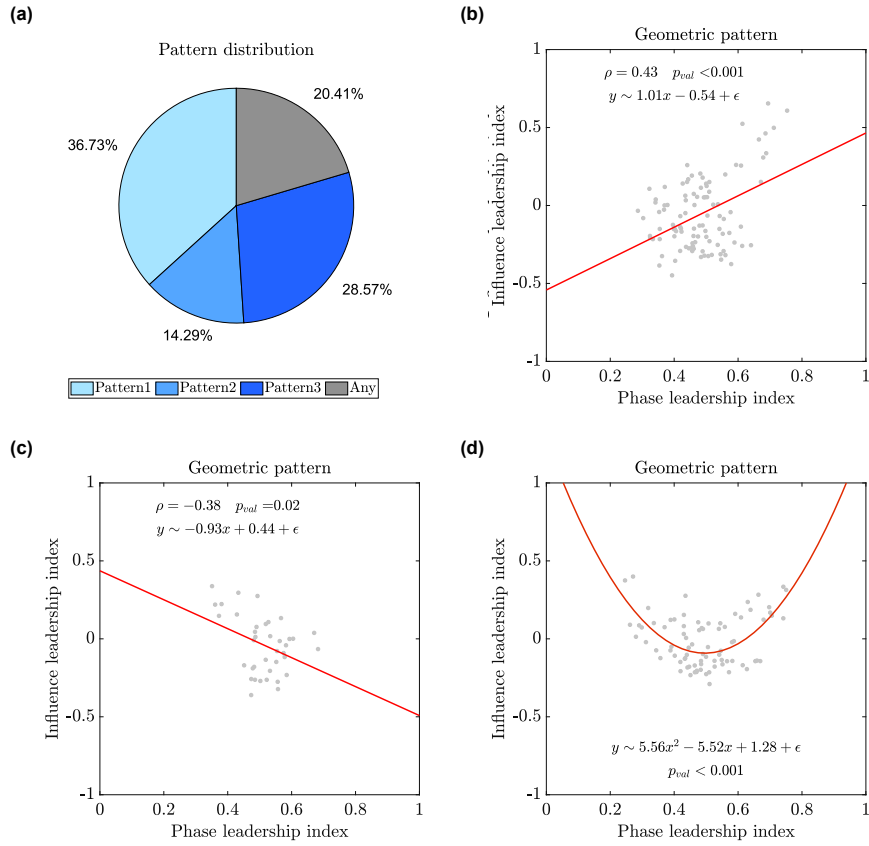 (a)
Pattern distribution
20.41%
36.73%
28.57%
14.29%
Pattern1 Pattern2 Pattern3 Any
(b)
Geometric pattern
ρ = 0.43 p_val <0.001
y ∼ 1.01x − 0.54 + ϵ
Influence leadership index
1
0.5
0
-0.5
-1
0 0.2 0.4 0.6 0.8 1
Phase leadership index
(c)
Geometric pattern
ρ = −0.38 p_val =0.02
y ∼ −0.93x + 0.44 + ϵ
Influence leadership index
1
0.5
0
-0.5
-1
0 0.2 0.4 0.6 0.8 1
Phase leadership index
(d)
Geometric pattern
Influence leadership index
1
0.5
0
-0.5
-1
y ∼ 5.56x² − 5.52x + 1.28 + ϵ
p_val < 0.001
0 0.2 0.4 0.6 0.8 1
Phase leadership index